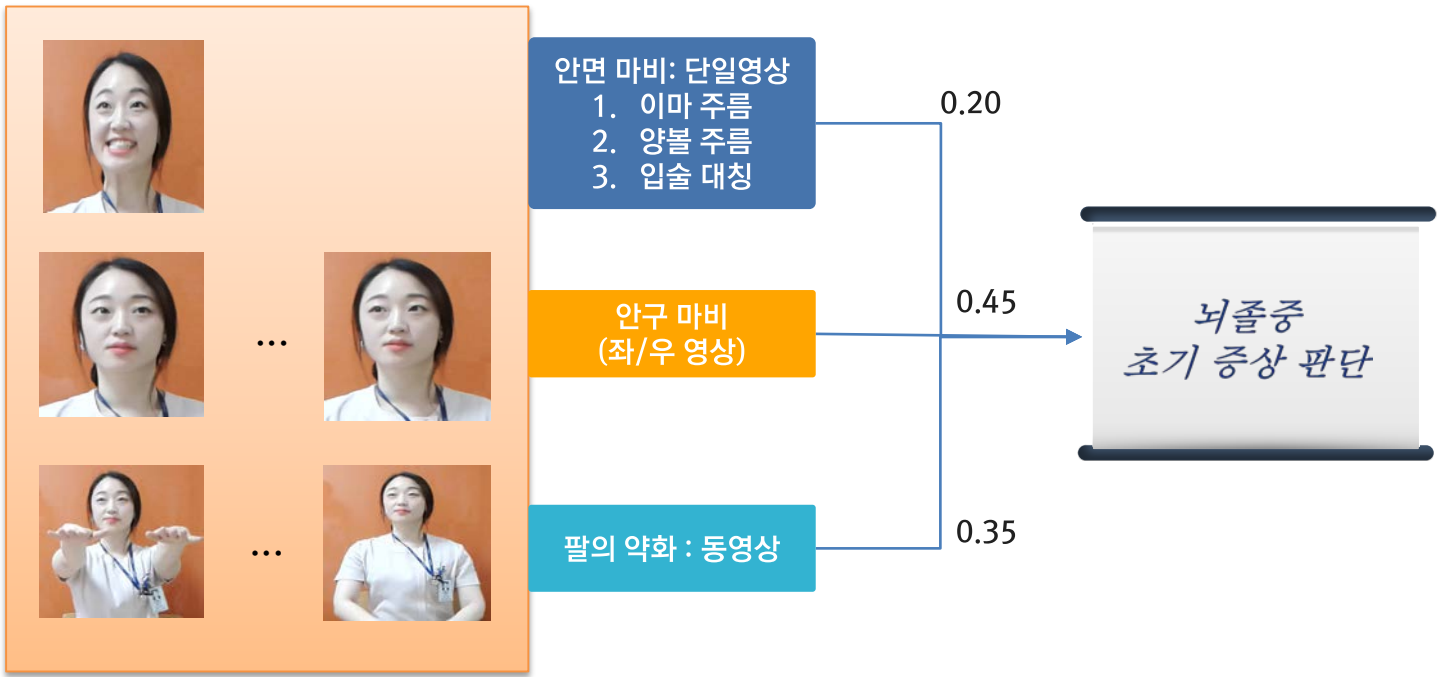 안면 마비: 단일영상
1. 이마 주름
2. 양볼 주름
3. 입술 대칭
0.20
...
안구 마비
(좌/우 영상)
0.45
뇌졸중
초기 증상 판단
...
팔의 약화 : 동영상
0.35